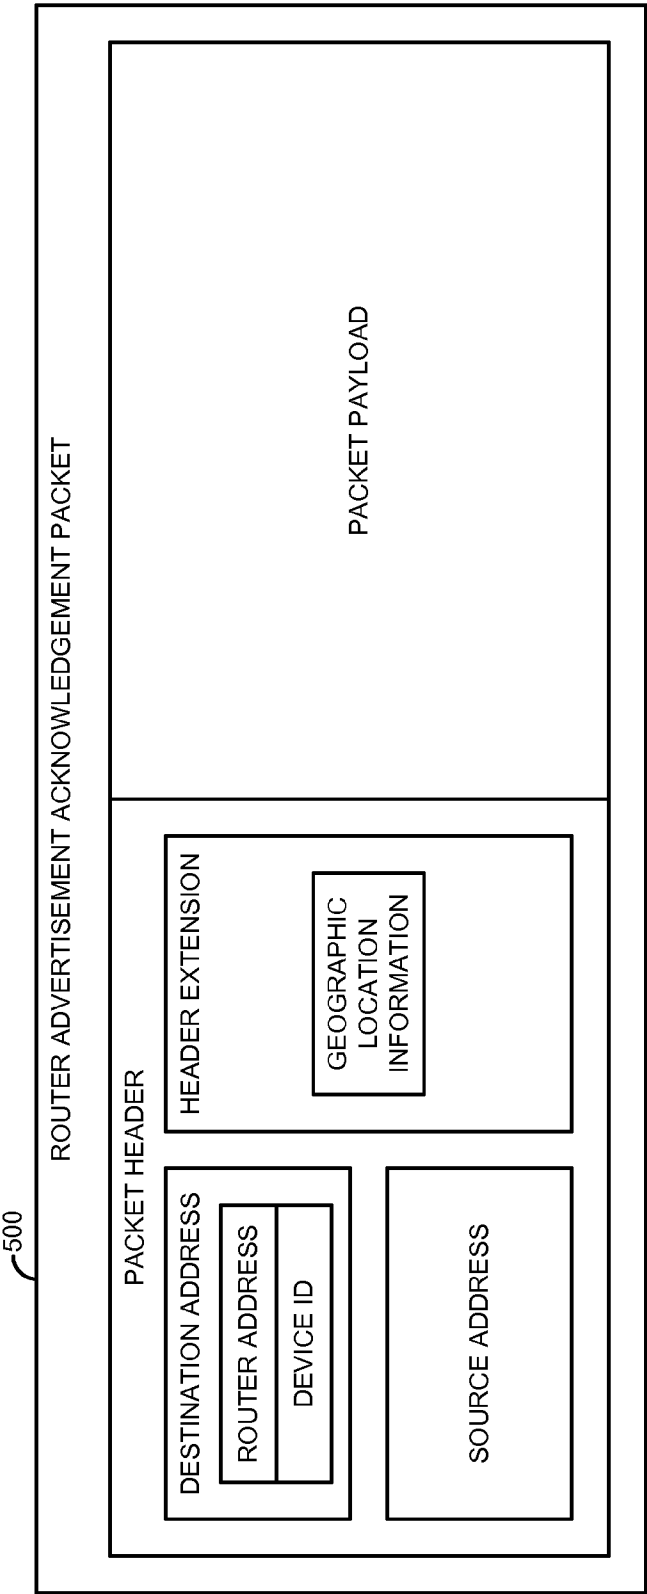 500
ROUTER ADVERTISEMENT ACKNOWLEDGEMENT PACKET
PACKET HEADER
DESTINATION ADDRESS
ROUTER ADDRESS
DEVICE ID
SOURCE ADDRESS
HEADER EXTENSION
GEOGRAPHIC
LOCATION
INFORMATION
PACKET PAYLOAD